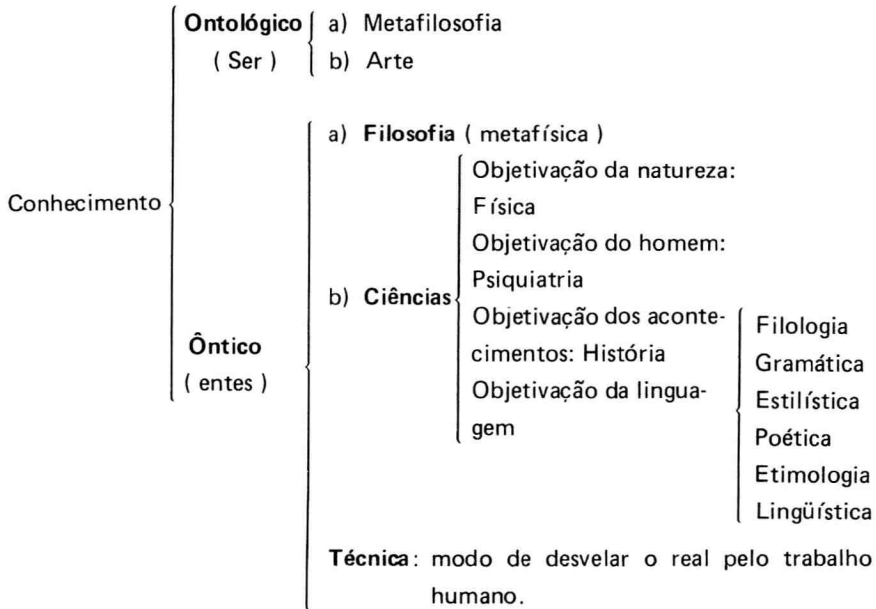 Ontológico
a) Metafilosofia
( Ser )
b) Arte
a) Filosofia ( metafísica )
Objetivação da natureza:
Conhecimento
Física
Objetivação do homem:
Psiquiatria
b) Ciências
Objetivação dos aconte-
cimentos: História
Objetivação da lingua-
gem
Filologia
Gramática
Estilística
Poética
Etimologia
Lingüística
Ôntico
( entes )
Técnica: modo de desvelar o real pelo trabalho
humano.